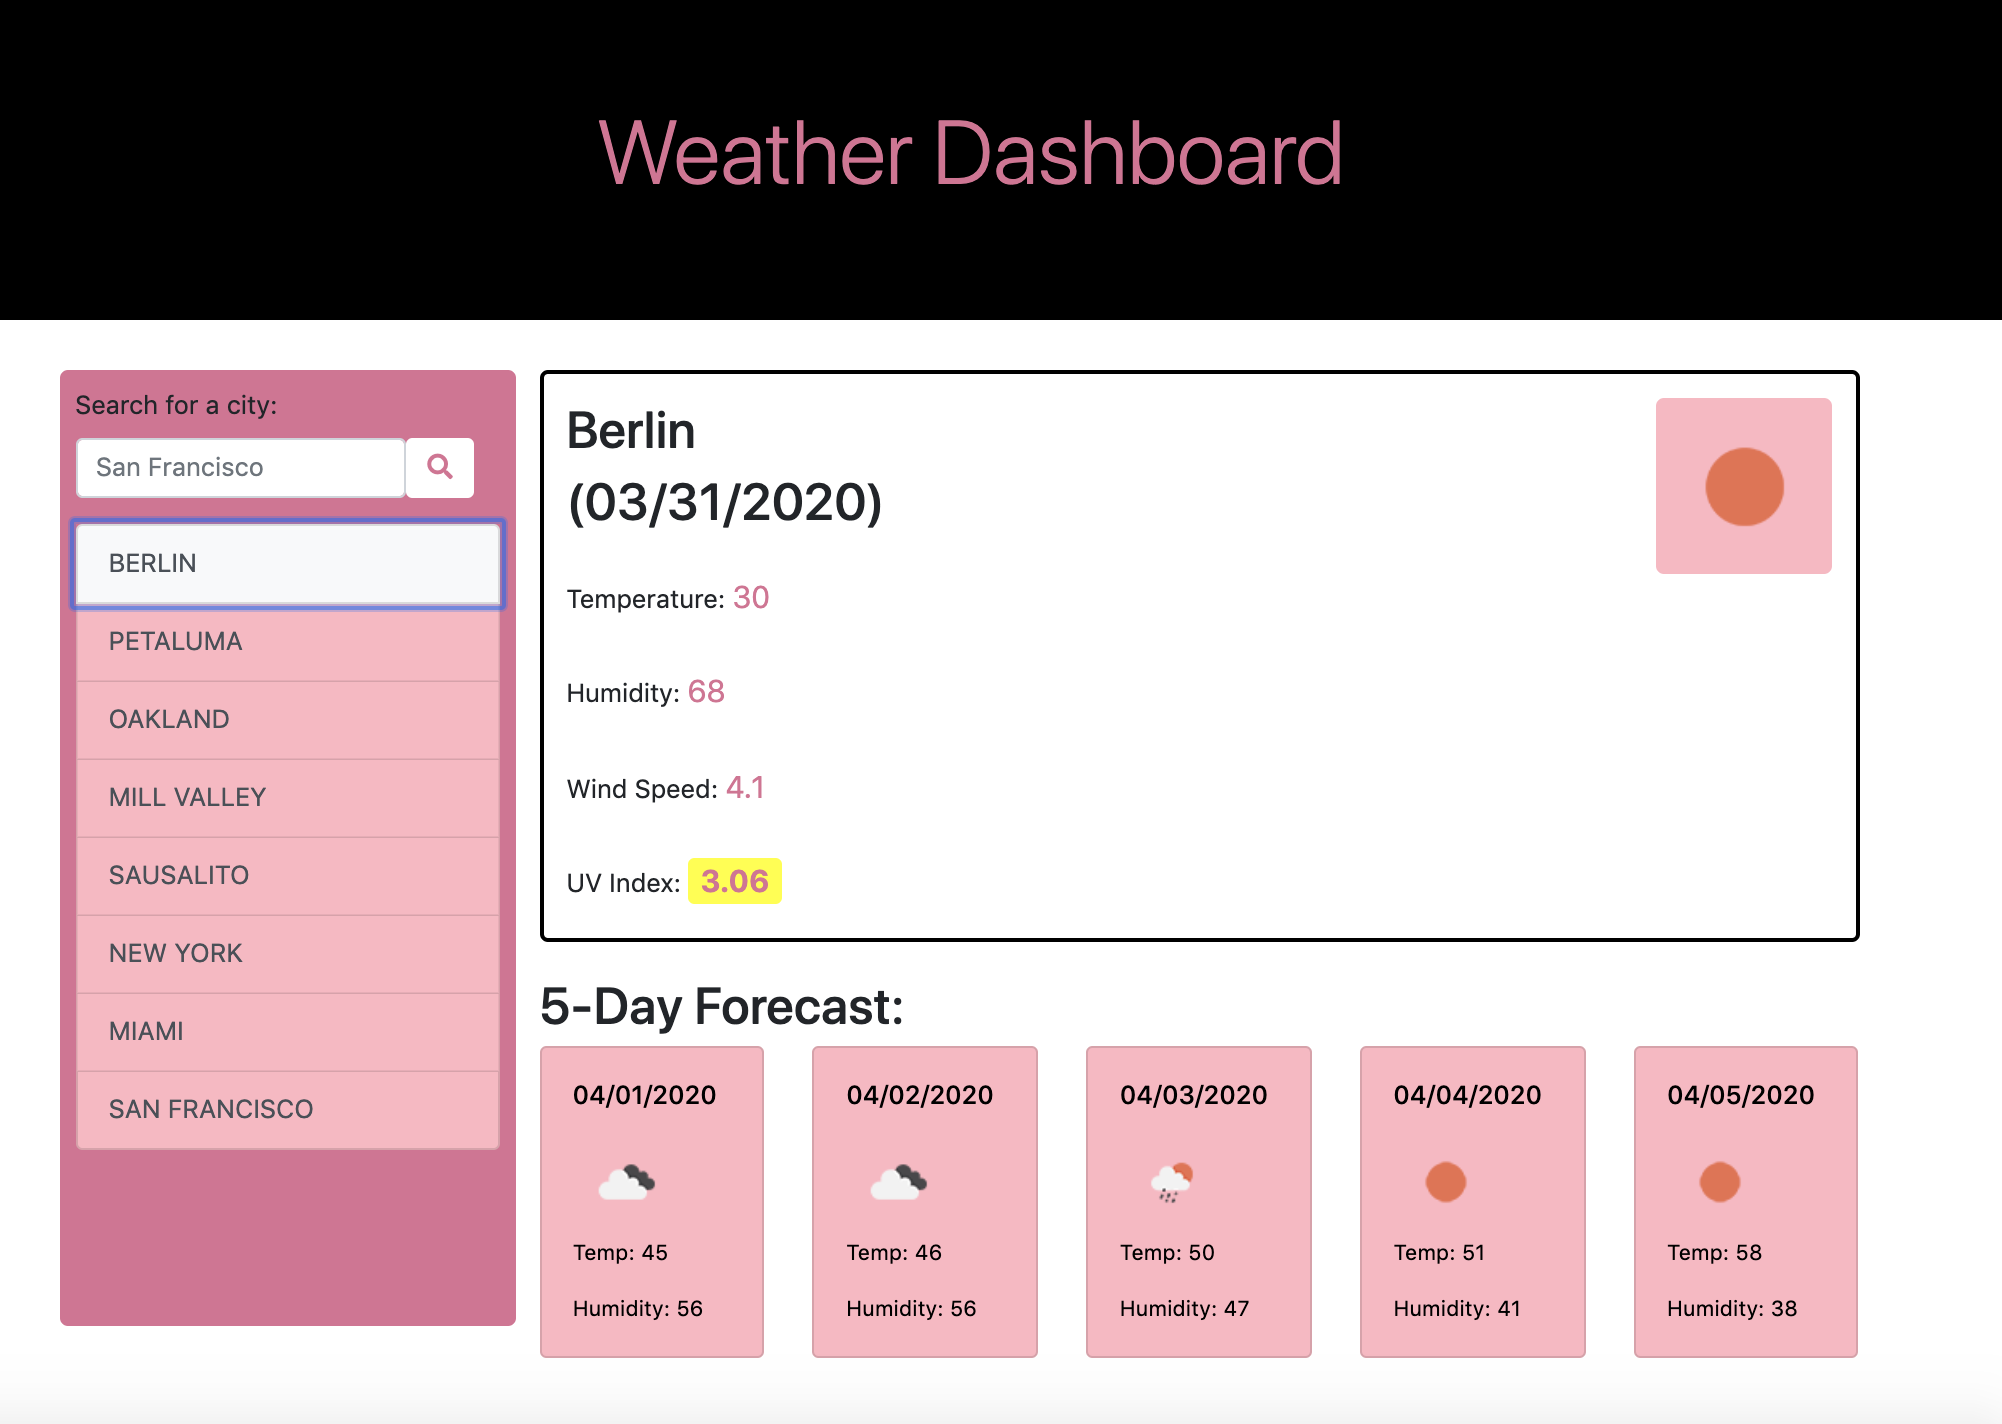 Weather Dashboard
Search for a city:
San Francisco
BERLIN
PETALUMA
OAKLAND
MILL VALLEY
SAUSALITO
NEW YORK
MIAMI
SAN FRANCISCO
Berlin
(03/31/2020)
Temperature: 30
Humidity: 68
Wind Speed: 4.1
UV Index: 3.06
5-Day Forecast:
04/01/2020
Temp: 45
Humidity: 56
04/02/2020
Temp: 46
Humidity: 56
04/03/2020
Temp: 50
Humidity: 47
04/04/2020
Temp: 51
Humidity: 41
04/05/2020
Temp: 58
Humidity: 38